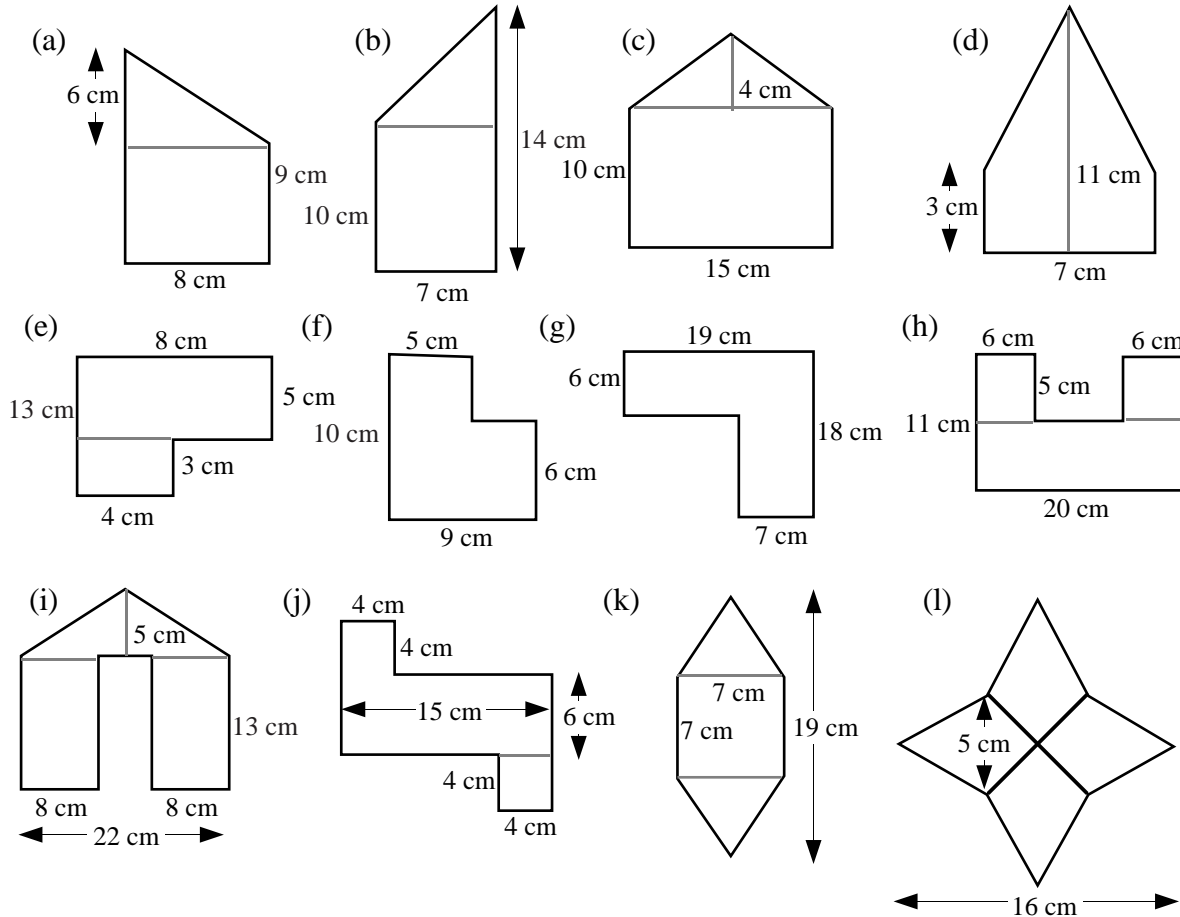 (a)
6 cm
9 cm
8 cm
(b)
14 cm
10 cm
7 cm
(c)
4 cm
10 cm
15 cm
(d)
11 cm
3 cm
7 cm
(e)
8 cm
13 cm
5 cm
3 cm
4 cm
(f)
5 cm
10 cm
6 cm
9 cm
(g)
19 cm
6 cm
18 cm
7 cm
(h)
6 cm
6 cm
5 cm
11 cm
20 cm
(i)
5 cm
13 cm
8 cm
8 cm
22 cm
(j)
4 cm
4 cm
15 cm
6 cm
4 cm
4 cm
(k)
7 cm
7 cm
19 cm
(l)
5 cm
16 cm